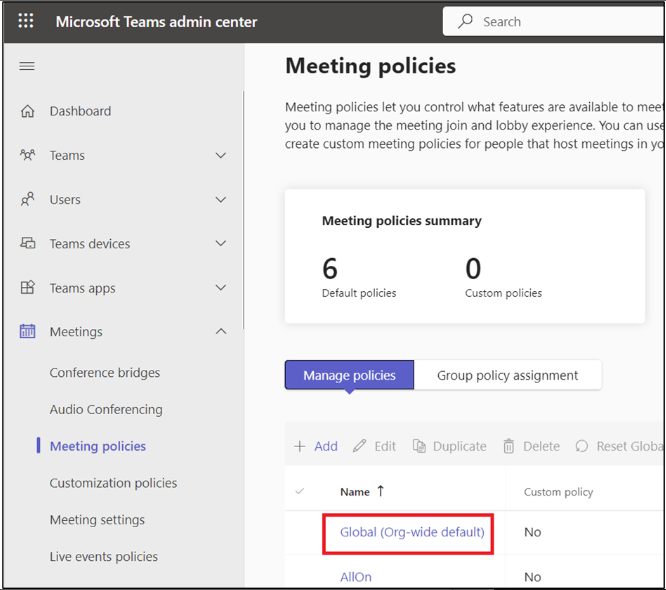 Microsoft Teams admin center
Search
Dashboard
Teams
Users
Teams devices
Teams apps
Meetings
Conference bridges
Audio Conferencing
Meeting policies
Customization policies
Meeting settings
Live events policies
Meeting policies
Meeting policies let you control what features are available to meet
you to manage the meeting join and lobby experience. You can use
create custom meeting policies for people that host meetings in yo
Meeting policies summary
6 0
Default policies Custom policies
Manage policies Group policy assignment
Add Edit Duplicate Delete Reset Globa
Name ↑ Custom policy
Global (Org-wide default) No
AllOn No